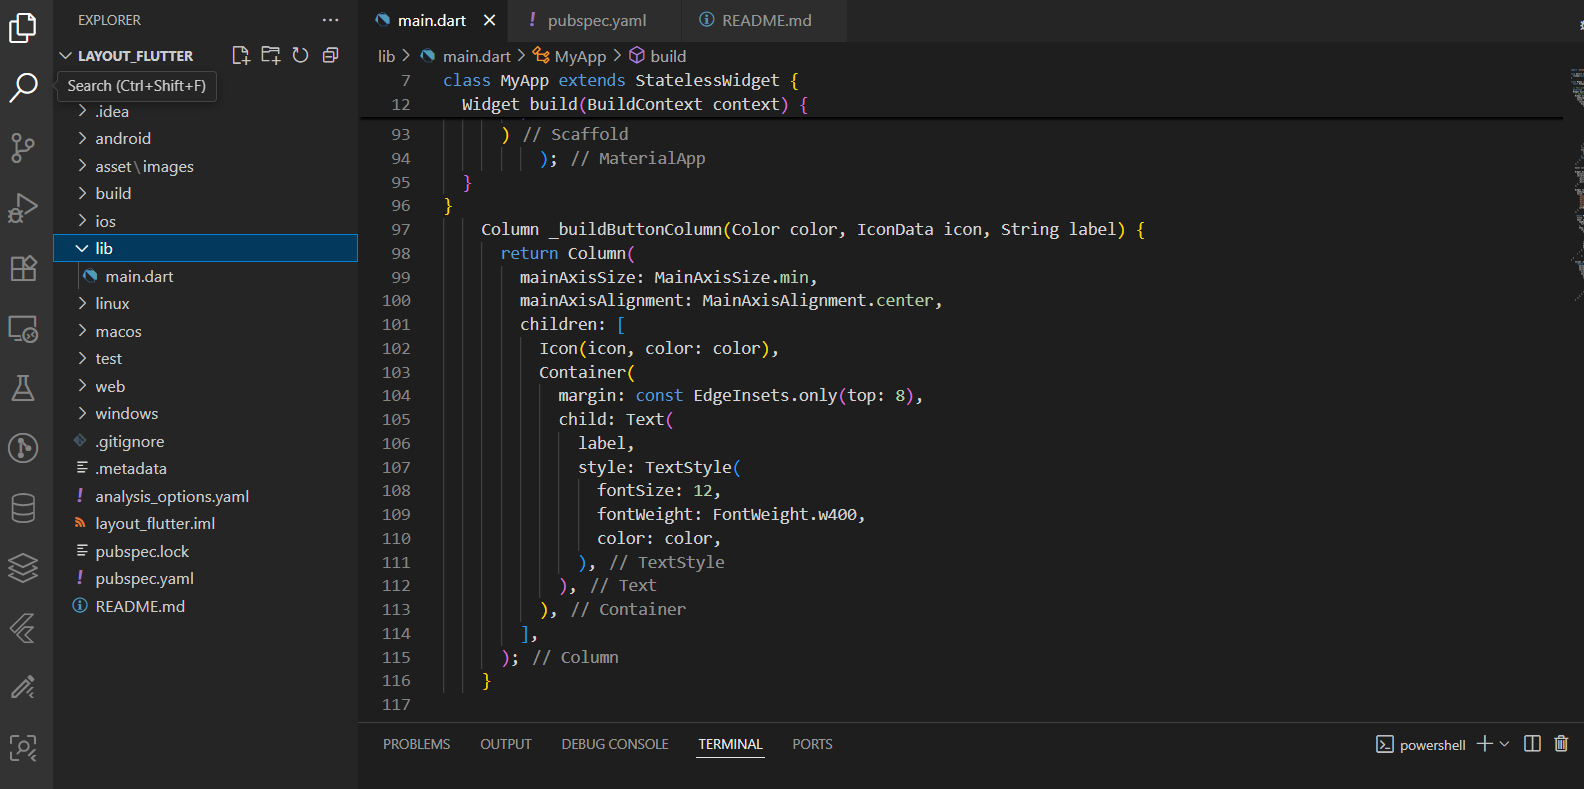 EXPLORER
LAYOUT_FLUTTER
Search (Ctrl+Shift+F)
.idea
android
asset\images
build
ios
lib
main.dart
linux
macos
test
web
windows
.gitignore
.metadata
analysis_options.yaml
layout_flutter.iml
pubspec.lock
! pubspec.yaml
README.md
main.dart
! pubspec.yaml
README.md
lib > main.dart > MyApp > build
7 class MyApp extends StatelessWidget {
12 Widget build(BuildContext context) {
93 ) // Scaffold
94 ); // MaterialApp
95 }
96 }
97 Column _buildButtonColumn(Color color, IconData icon, String label) {
98 return Column(
99 mainAxisSize: MainAxisSize.min,
100 mainAxisAlignment: MainAxisAlignment.center,
101 children: [
102 Icon(icon, color: color),
103 Container(
104 margin: const EdgeInsets.only(top: 8),
105 child: Text(
106 label,
107 style: TextStyle(
108 fontSize: 12,
109 fontWeight: FontWeight.w400,
110 color: color,
111 ), // TextStyle
112 ), // Text
113 ), // Container
114 ],
115 ); // Column
116 }
117
PROBLEMS OUTPUT DEBUG CONSOLE TERMINAL PORTS
powershell